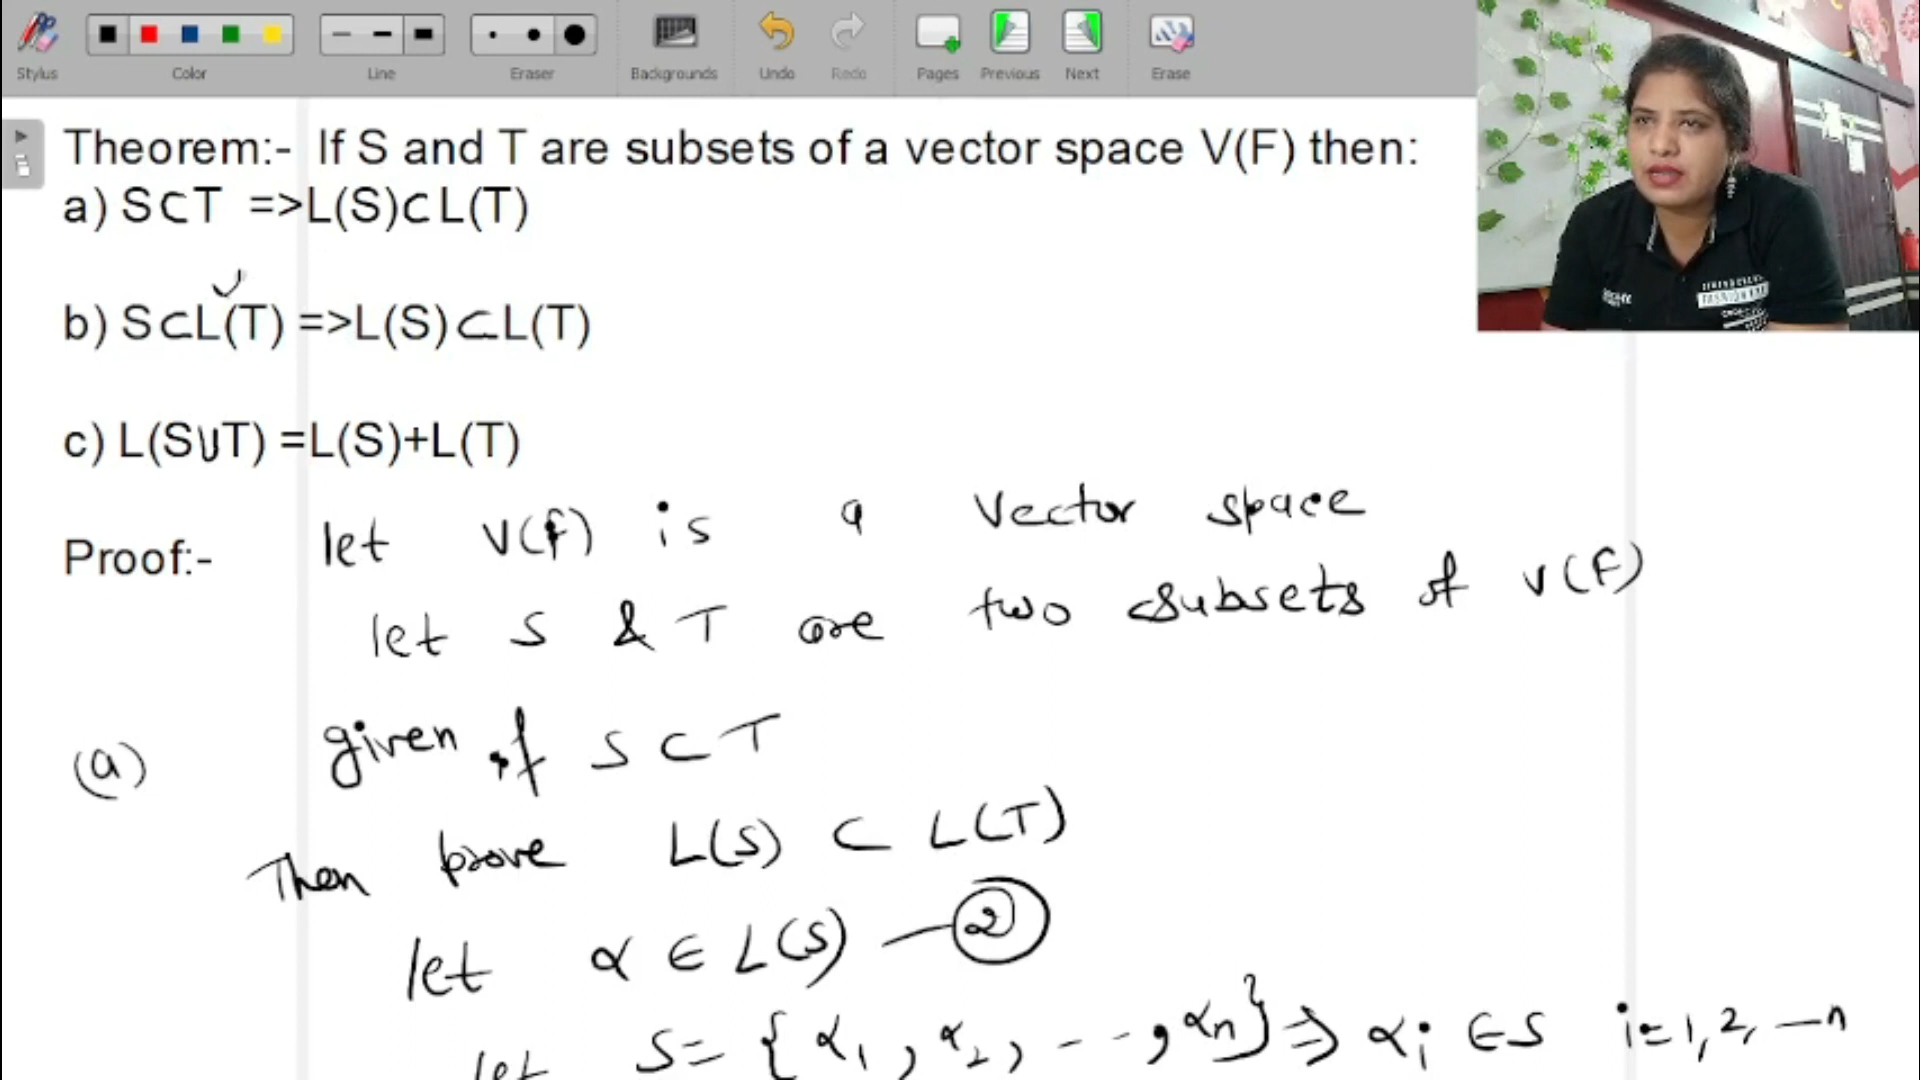 Stylus Color Line Eraser Backgrounds Undo Redo Pages Previous Next Erase
Theorem:- If S and T are subsets of a vector space V(F) then:
a) S⊂T =>L(S)⊂L(T)
b) S⊂L(T) =>L(S)⊂L(T)
c) L(S∪T) =L(S)+L(T)
Proof:- let V(F) is a Vector space
let S & T are two subsets of V(F)
(a) given if S ⊂ T
Then prove L(S) ⊂ L(T)
let α ∈ L(S) — ②
let S = {α₁, α₂, - - -, αn} ⇒ αi ∈ S i=1,2,—n